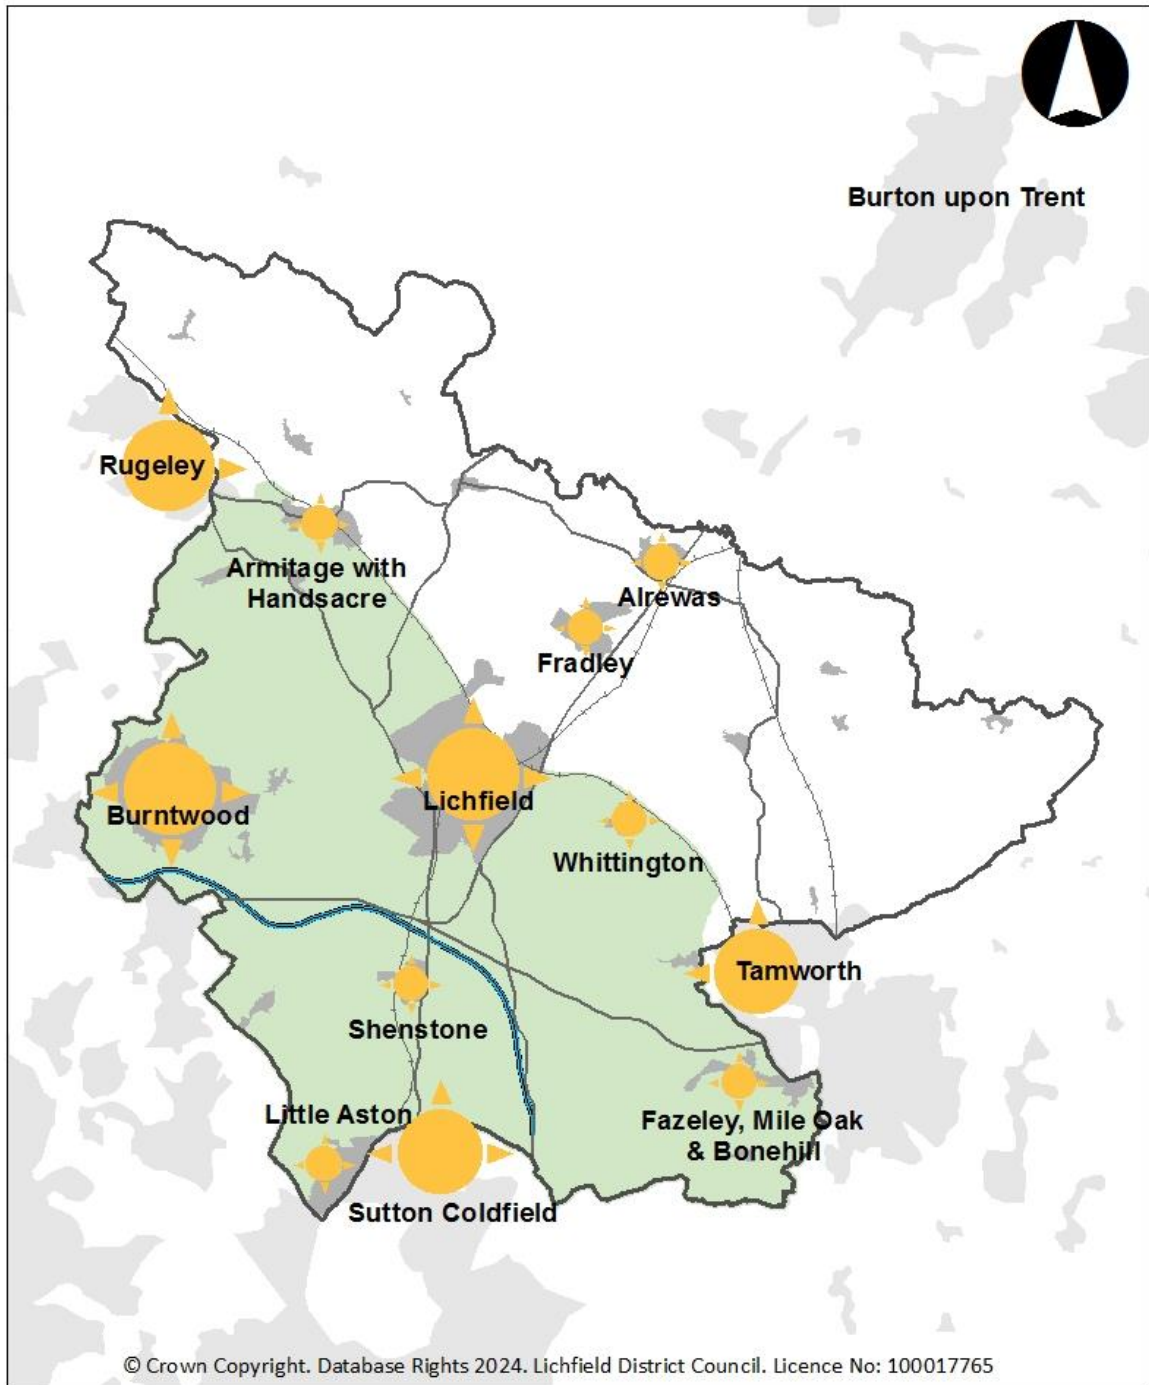 Burton upon Trent
Rugeley
Armitage with
Handsacre
Alrewas
Fradley
Burntwood
Lichfield
Whittington
Tamworth
Shenstone
Little Aston
Fazeley, Mile Oak
& Bonehill
Sutton Coldfield
© Crown Copyright. Database Rights 2024. Lichfield District Council. Licence No: 100017765